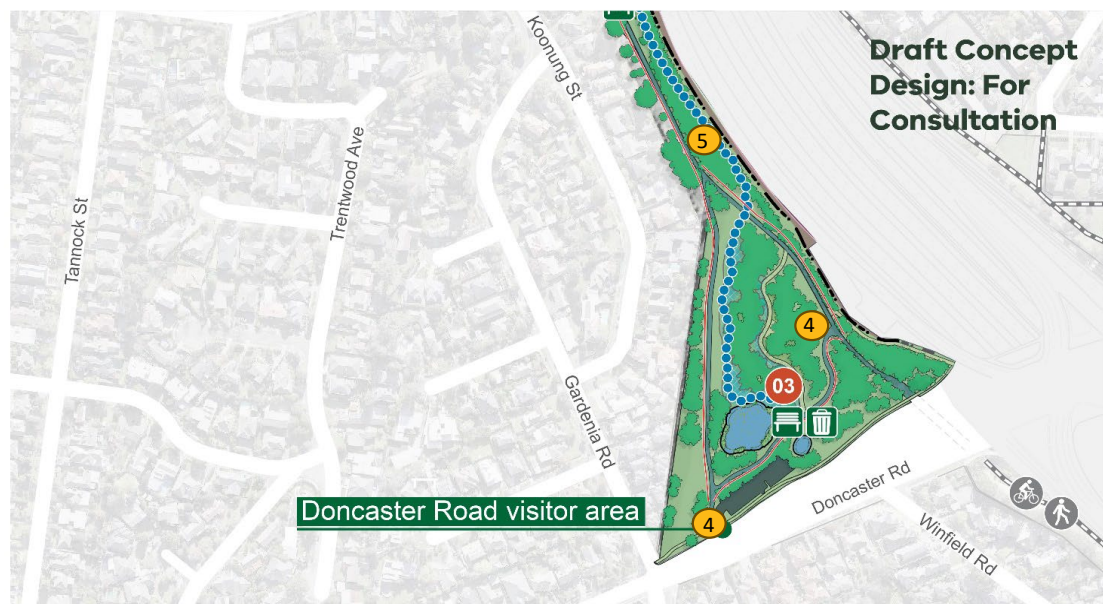 Draft Concept
Design: For
Consultation
Koonung St
5
Trentwood Ave
Tannock St
4
03
Gardenia Rd
Doncaster Rd
Doncaster Road visitor area
4
Winfield Rd